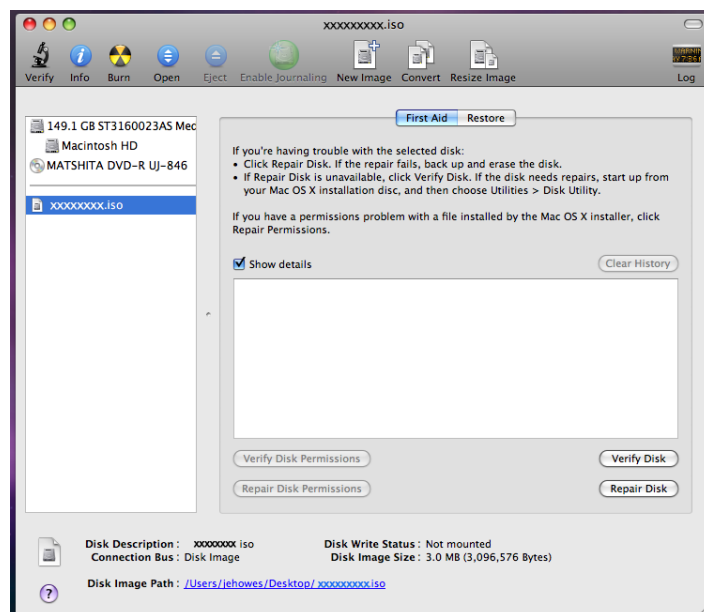 xxxxxxxxx.iso
Verify Info Burn Open Eject Enable Journaling New Image Convert Resize Image Log
First Aid Restore
149.1 GB ST3160023AS Med
Macintosh HD
MATSHITA DVD-R UJ-846
xxxxxxxx.iso
If you're having trouble with the selected disk:
• Click Repair Disk. If the repair fails, back up and erase the disk.
• If Repair Disk is unavailable, click Verify Disk. If the disk needs repairs, start up from
your Mac OS X installation disc, and then choose Utilities > Disk Utility.
If you have a permissions problem with a file installed by the Mac OS X installer, click
Repair Permissions.
Show details
Clear History
Verify Disk Permissions
Verify Disk
Repair Disk Permissions
Repair Disk
Disk Description : xxxxxxxx iso
Disk Write Status : Not mounted
Connection Bus : Disk Image
Disk Image Size : 3.0 MB (3,096,576 Bytes)
Disk Image Path : /Users/jehowes/Desktop/xxxxxxxxx.iso
?